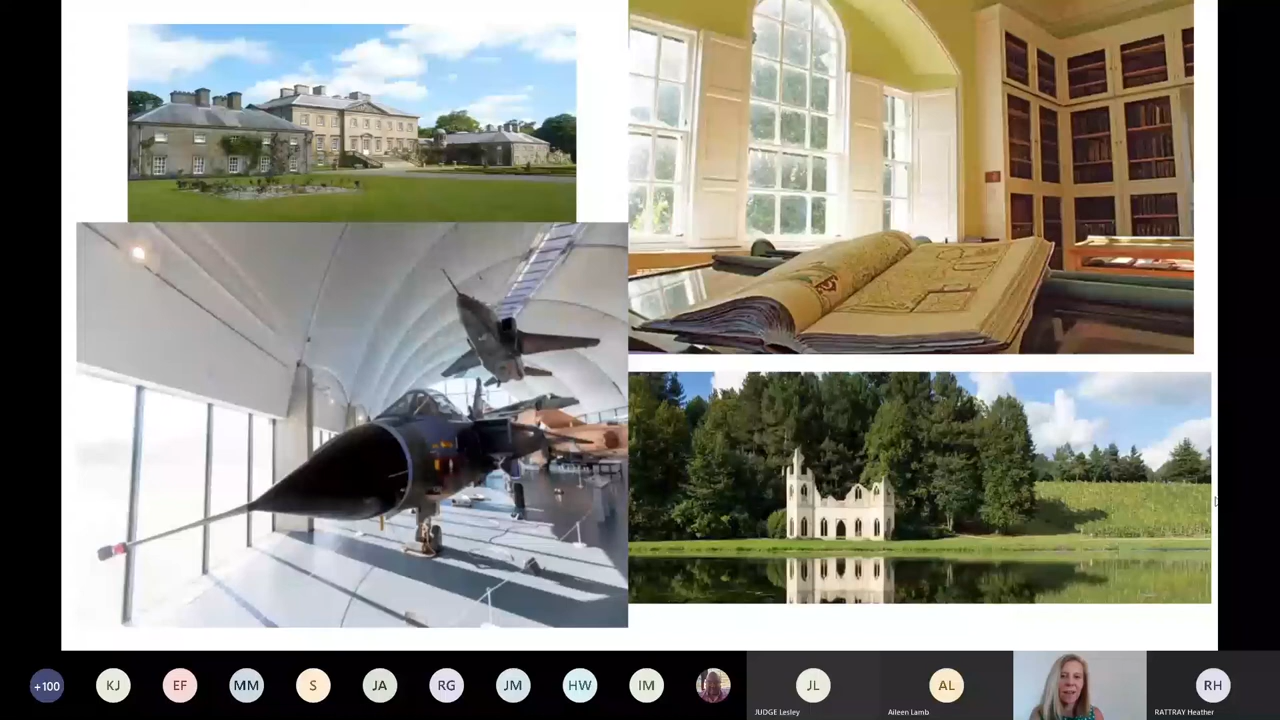 +100
KJ
EF
MM
S
JA
RG
JM
HW
IM
JL
JUDGE Lesley
AL
Aileen Lamb
RH
RATTRAY Heather